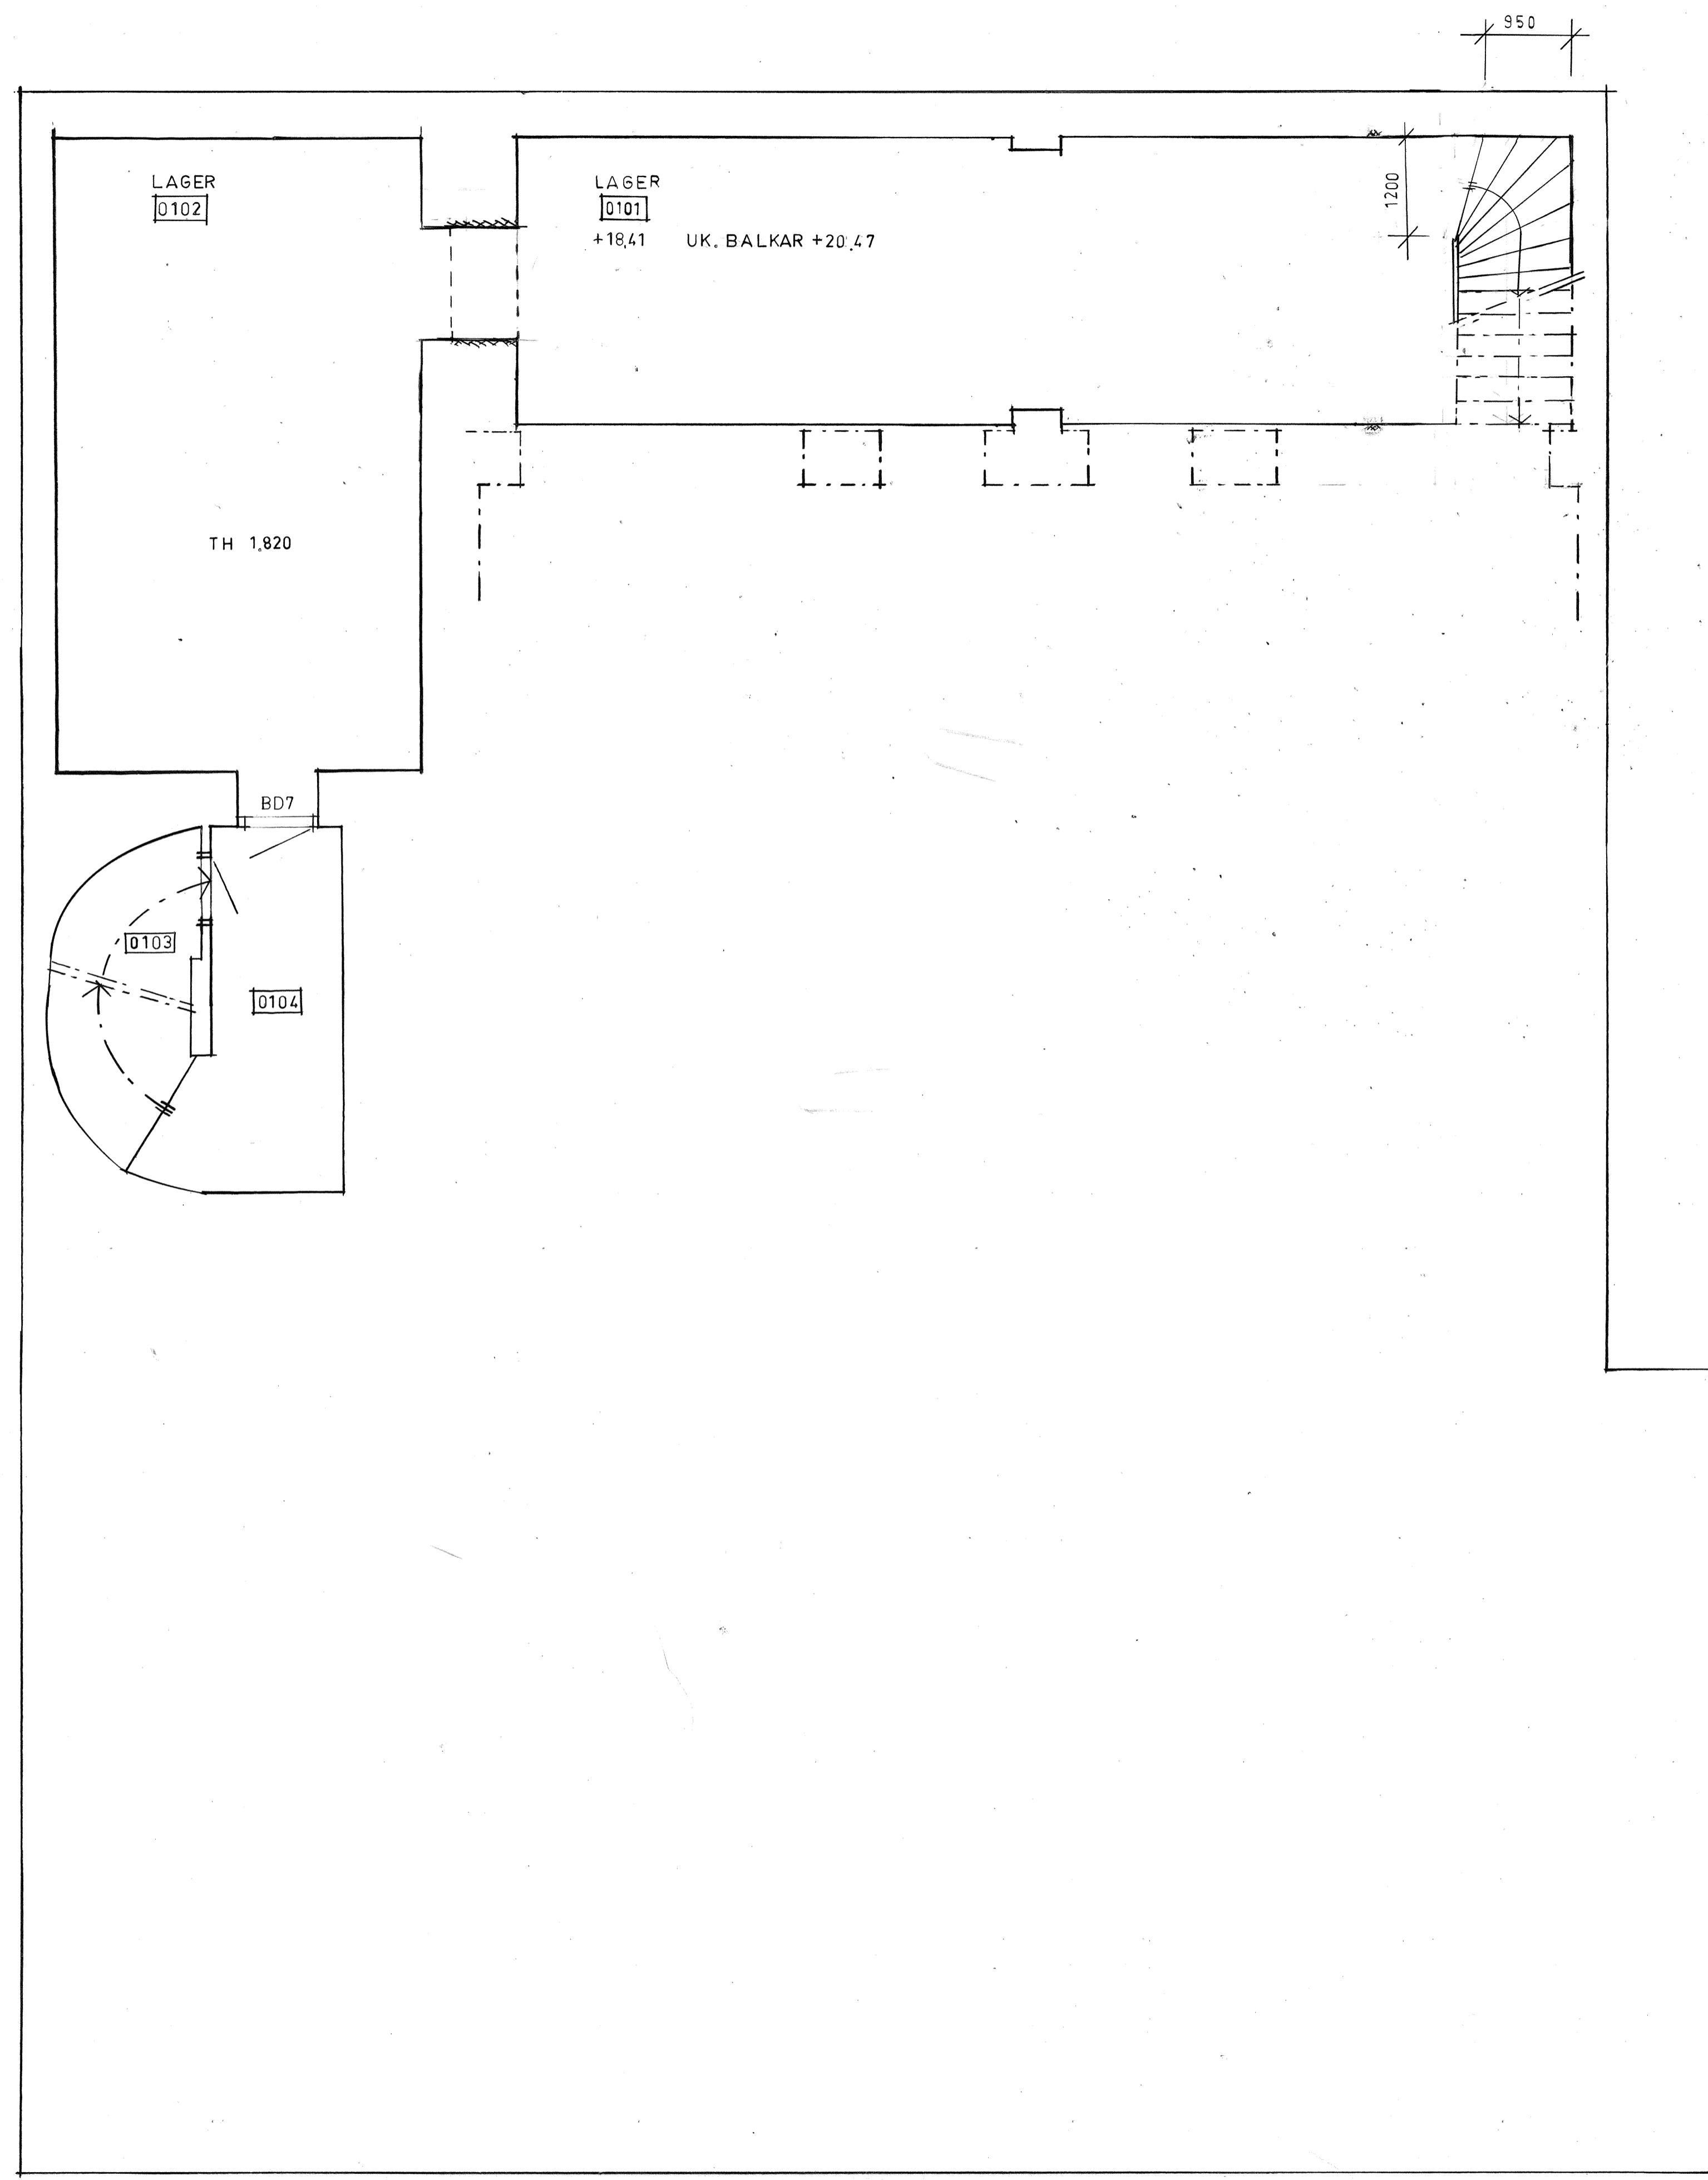 950
LAGER
0102
LAGER
0101
+18,41 UK. BALKAR +20,47
1200
TH 1,820
BD7
0103
0104